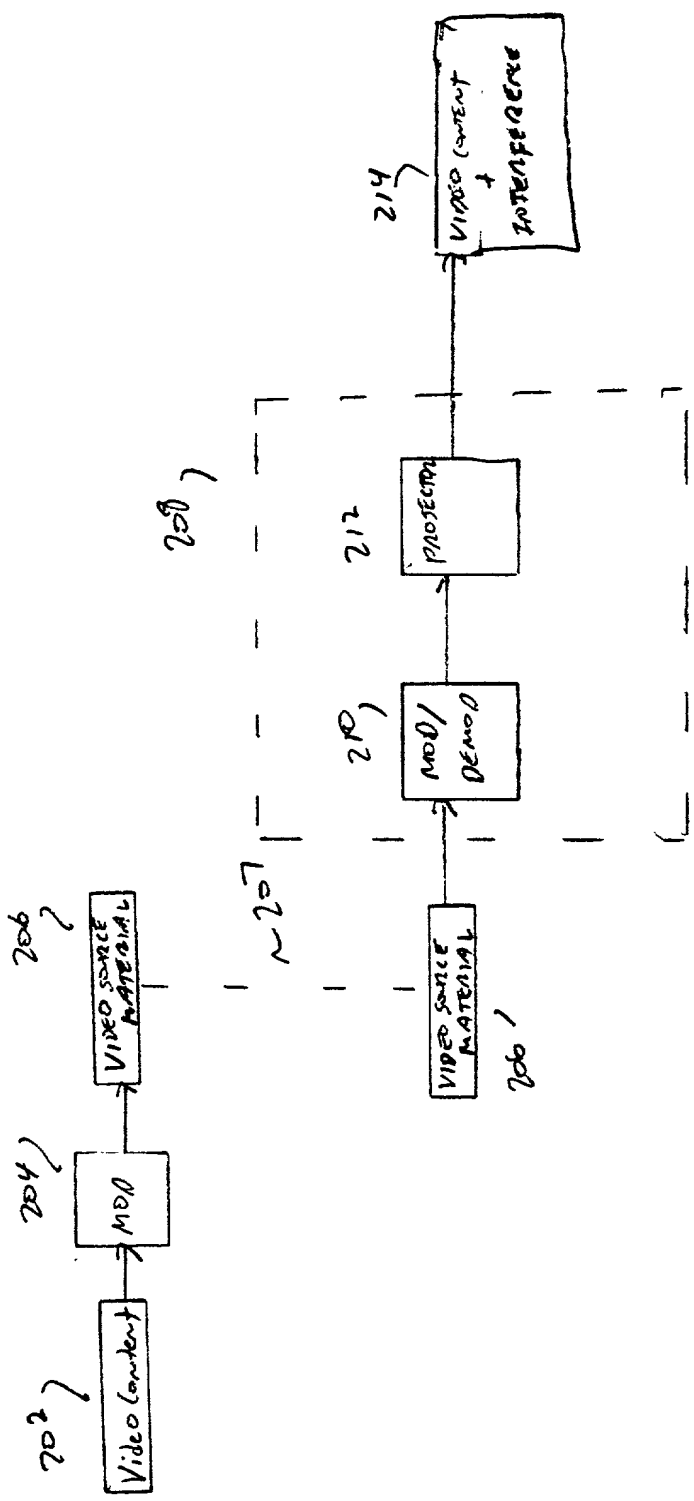 202
Video Content
204
MOD
206
VIDEO SOURCE
MATERIAL
~207
VIDEO SOURCE
MATERIAL
206
208
210
MOD/
DEMOD
212
PROJECTOR
214
VIDEO CONTENT
+
INTERFERENCE